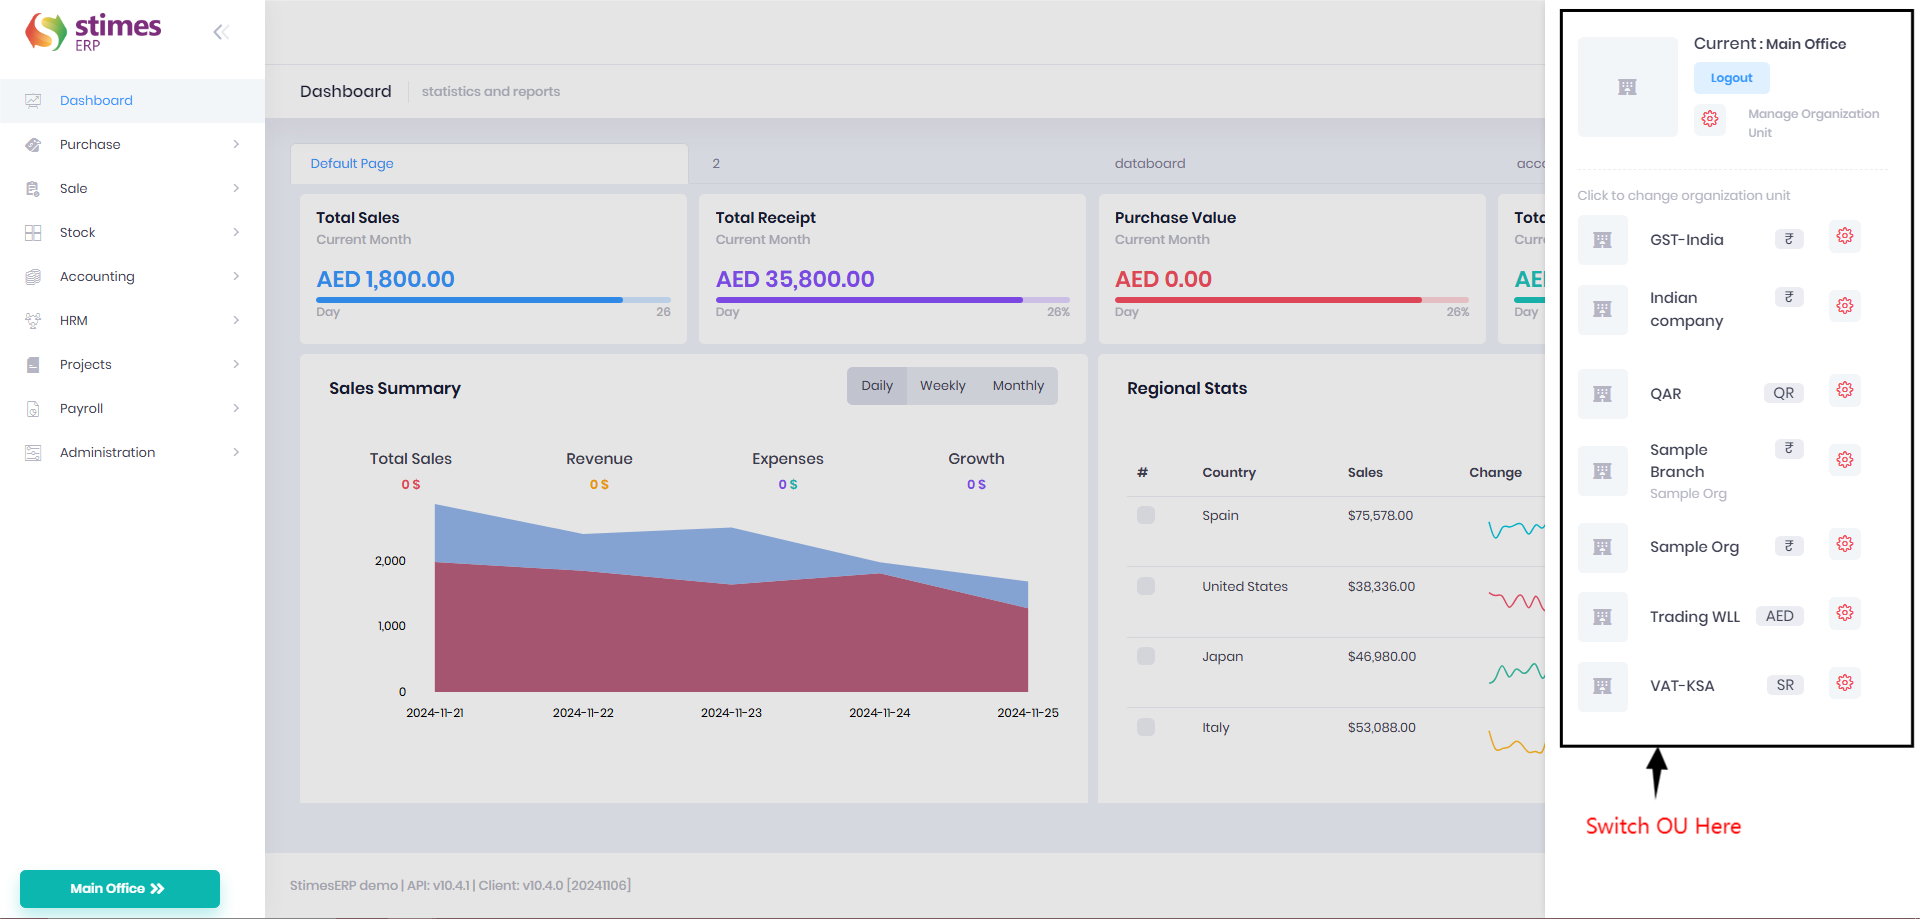 stimes
ERP
Dashboard
Purchase
Sale
Stock
Accounting
HRM
Projects
Payroll
Administration
Main Office
Dashboard
statistics and reports
Default Page
2
databoard
Total Sales
Current Month
AED 1,800.00
Day
26
Total Receipt
Current Month
AED 35,800.00
Day
26%
Purchase Value
Current Month
AED 0.00
Day
26%
Day
Sales Summary
Daily
Weekly
Monthly
Total Sales
Revenue
Expenses
Growth
0 $
0 $
0 $
0 $
2,000
1,000
0
2024-11-21
2024-11-22
2024-11-23
2024-11-24
2024-11-25
Regional Stats
#
Country
Sales
Change
Spain
$75,578.00
United States
$38,336.00
Japan
$46,980.00
Italy
$53,088.00
StimesERP demo | API: v10.4.1 | Client: v10.4.0 [20241106]
Current : Main Office
Logout
Manage Organization
Unit
Click to change organization unit
GST-India
₹
Indian
company
₹
QAR
QR
Sample
Branch
Sample Org
₹
Sample Org
₹
Trading WLL
AED
VAT-KSA
SR
Switch OU Here